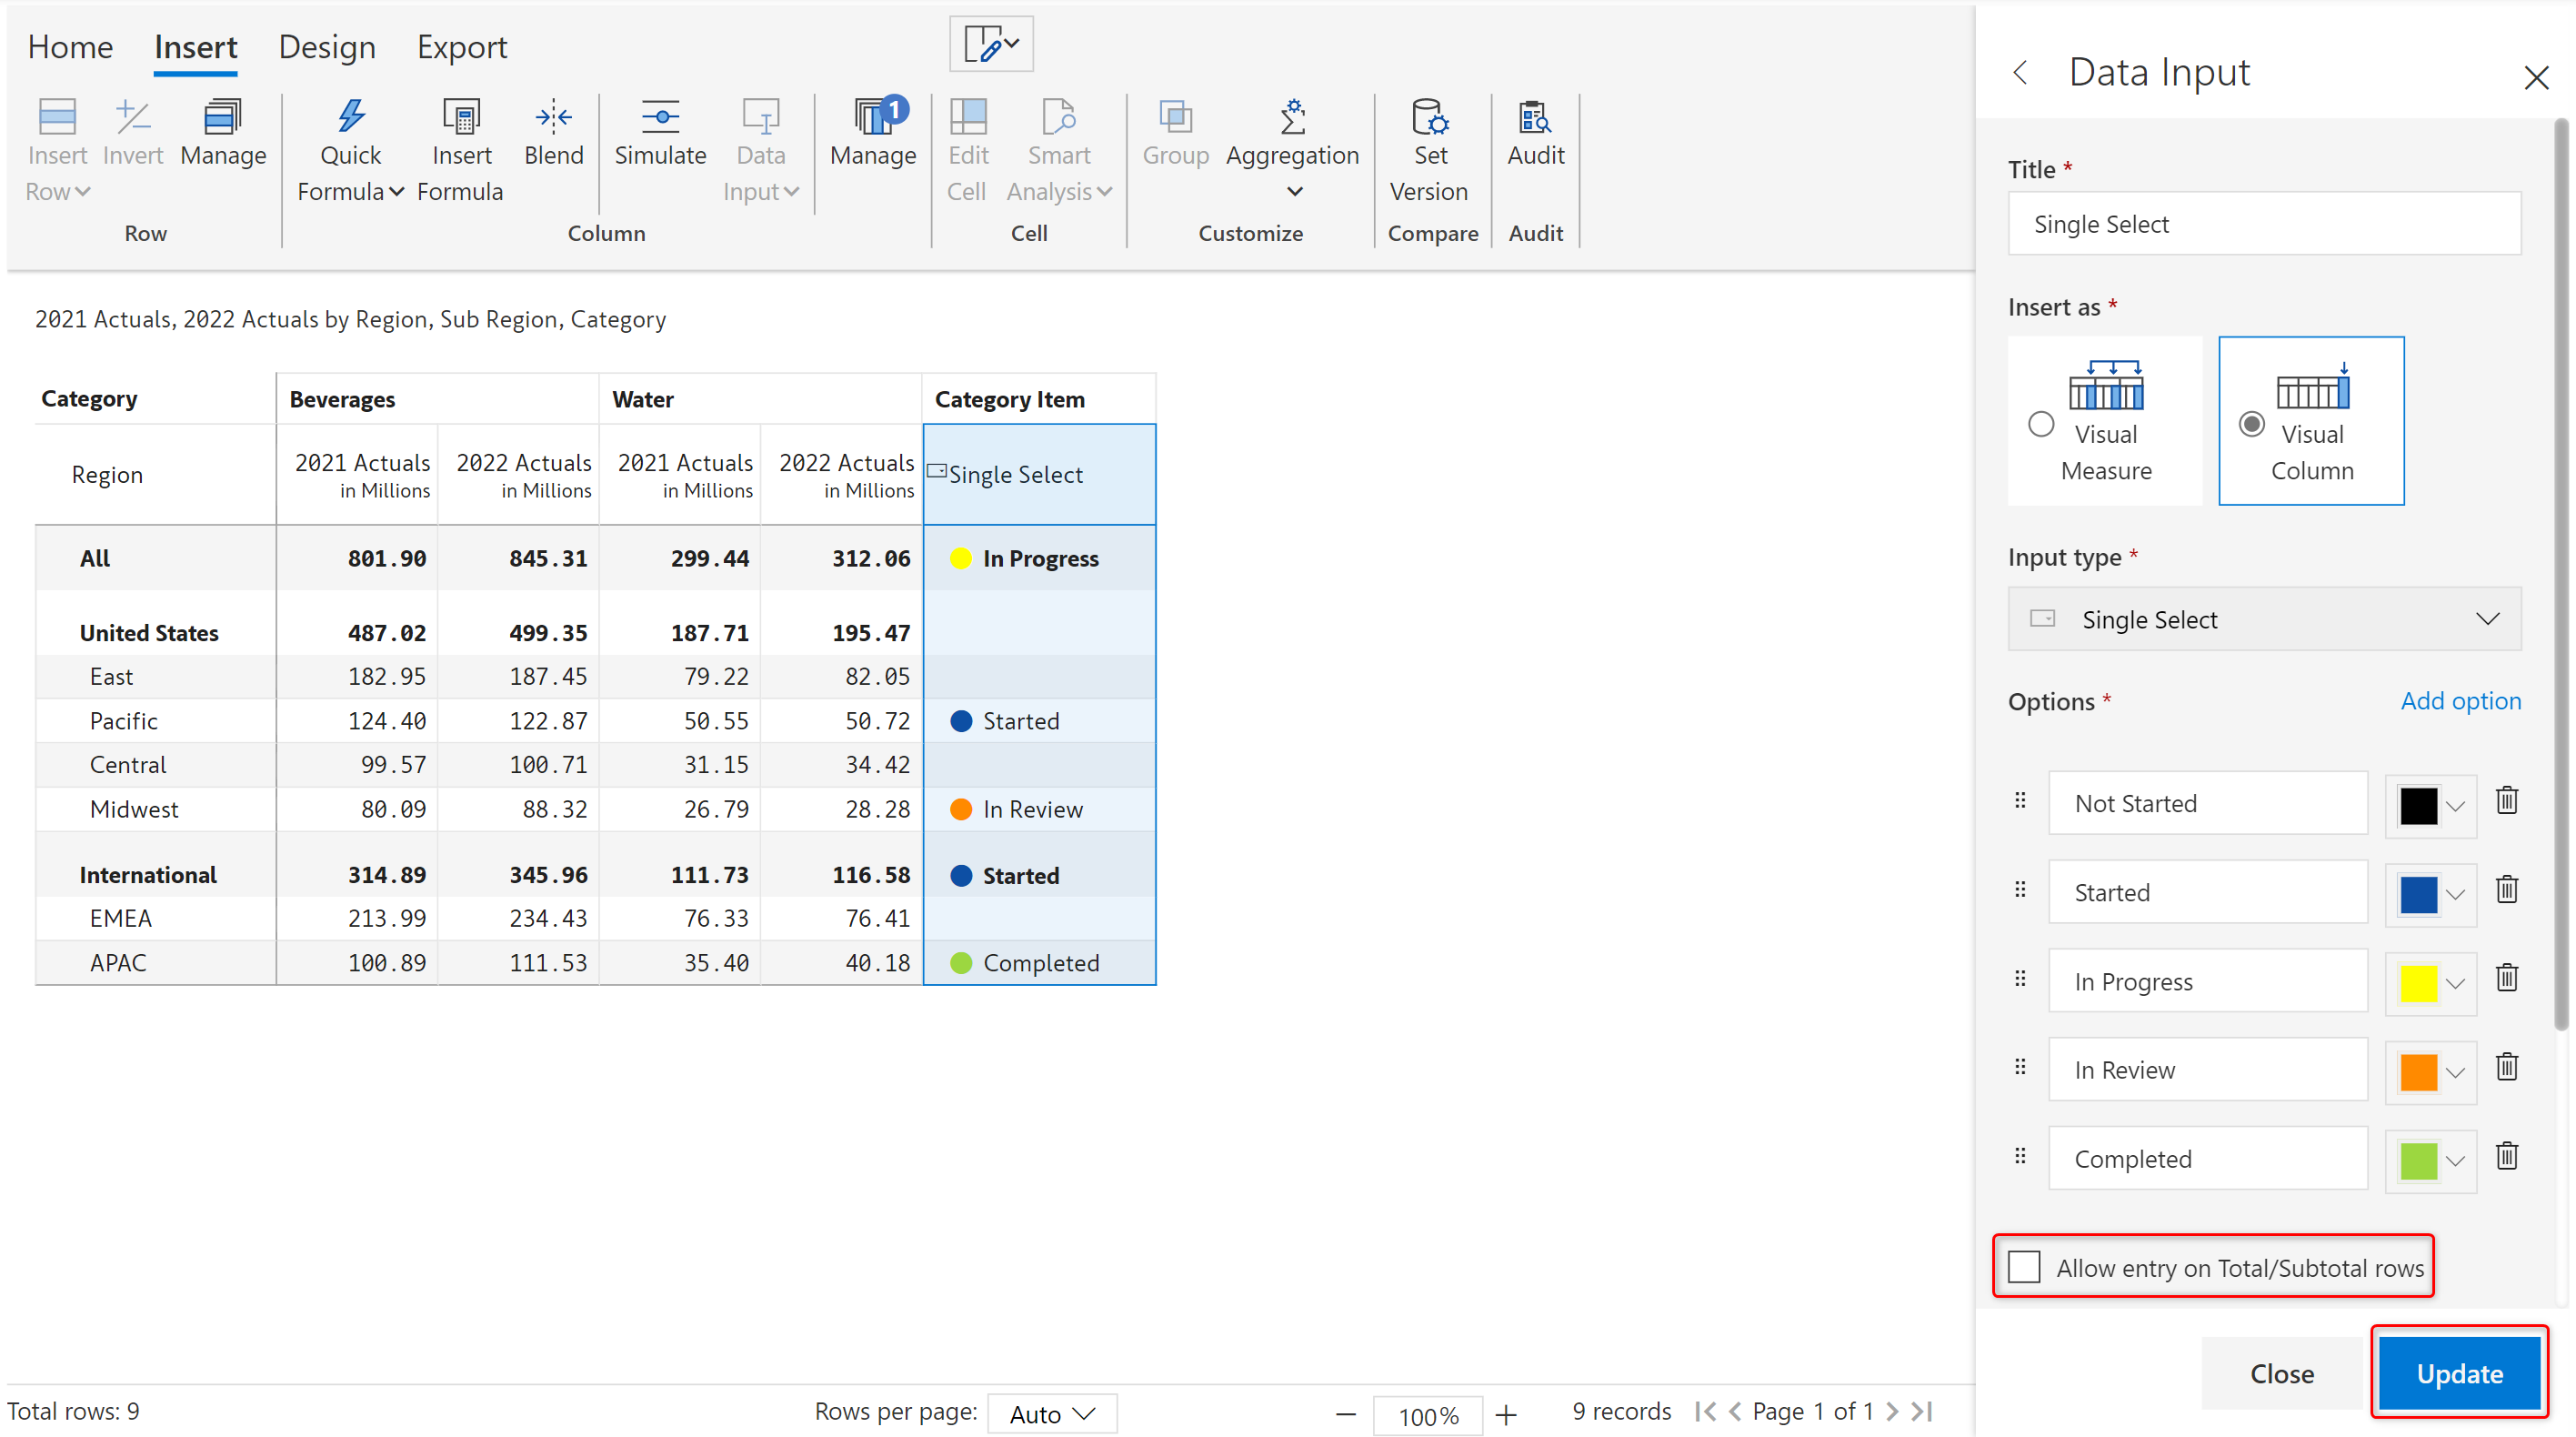 Home Insert Design Export
Insert Invert Manage Quick Insert Blend Simulate Data Manage 1 Edit Smart Group Aggregation Set Audit
Row Formula Formula Input Cell Analysis Version
Row Column Cell Customize Compare Audit
2021 Actuals, 2022 Actuals by Region, Sub Region, Category
Category Beverages Water Category Item
Region 2021 Actuals 2022 Actuals 2021 Actuals 2022 Actuals Single Select
in Millions in Millions in Millions in Millions
All 801.90 845.31 299.44 312.06 In Progress
United States 487.02 499.35 187.71 195.47
East 182.95 187.45 79.22 82.05
Pacific 124.40 122.87 50.55 50.72 Started
Central 99.57 100.71 31.15 34.42
Midwest 80.09 88.32 26.79 28.28 In Review
International 314.89 345.96 111.73 116.58 Started
EMEA 213.99 234.43 76.33 76.41
APAC 100.89 111.53 35.40 40.18 Completed
Total rows: 9 Rows per page: Auto 100% 9 records Page 1 of 1
Data Input
Title *
Single Select
Insert as *
Visual Visual
Measure Column
Input type *
Single Select
Options * Add option
Not Started
Started
In Progress
In Review
Completed
Allow entry on Total/Subtotal rows
Close Update